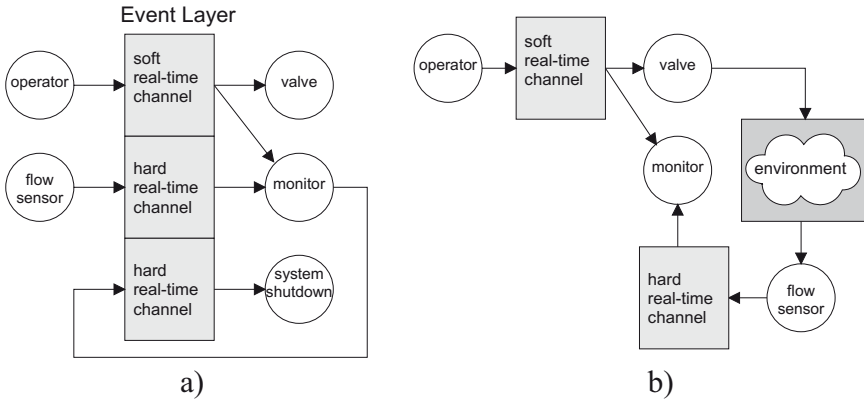 Event Layer
operator
soft
real-time
channel
valve
flow
sensor
hard
real-time
channel
monitor
hard
real-time
channel
system
shutdown
a)
operator
soft
real-time
channel
valve
monitor
environment
hard
real-time
channel
flow
sensor
b)